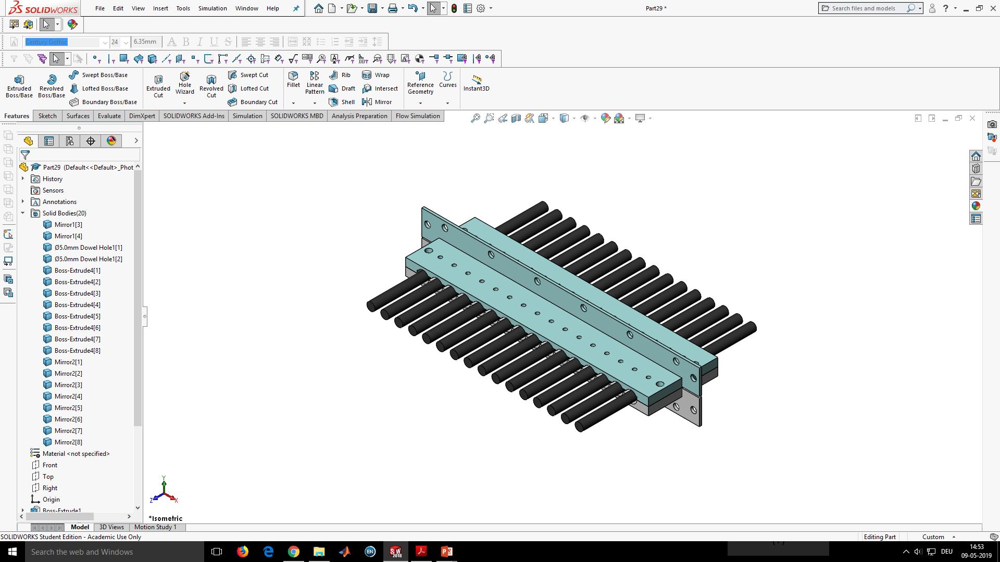 SOLIDWORKS File Edit View Insert Tools Simulation Window Help Part29 * Search files and models
Century Gothic 24 6.35mm
Extruded Boss/Base
Revolved Boss/Base
Swept Boss/Base
Lofted Boss/Base
Boundary Boss/Base
Extruded Cut
Hole Wizard
Revolved Cut
Swept Cut
Lofted Cut
Boundary Cut
Fillet
Linear Pattern
Rib
Draft
Shell
Wrap
Intersect
Mirror
Reference Geometry
Curves
Instant3D
Features Sketch Surfaces Evaluate DimXpert SOLIDWORKS Add-Ins Simulation SOLIDWORKS MBD Analysis Preparation Flow Simulation
Part29 (Default<<Default>_Phot
History
Sensors
Annotations
Solid Bodies(20)
Mirror1[3]
Mirror1[4]
Ø5.0mm Dowel Hole1[1]
Ø5.0mm Dowel Hole1[2]
Boss-Extrude4[1]
Boss-Extrude4[2]
Boss-Extrude4[3]
Boss-Extrude4[4]
Boss-Extrude4[5]
Boss-Extrude4[6]
Boss-Extrude4[7]
Boss-Extrude4[8]
Mirror2[1]
Mirror2[2]
Mirror2[3]
Mirror2[4]
Mirror2[5]
Mirror2[6]
Mirror2[7]
Mirror2[8]
Material <not specified>
Front
Top
Right
Origin
Boss-Extrude1
Y
Z X
*Isometric
Model 3D Views Motion Study 1
SOLIDWORKS Student Edition - Academic Use Only Editing Part Custom
Search the web and Windows EN SW 2018 DEU 14:53
09-05-2019